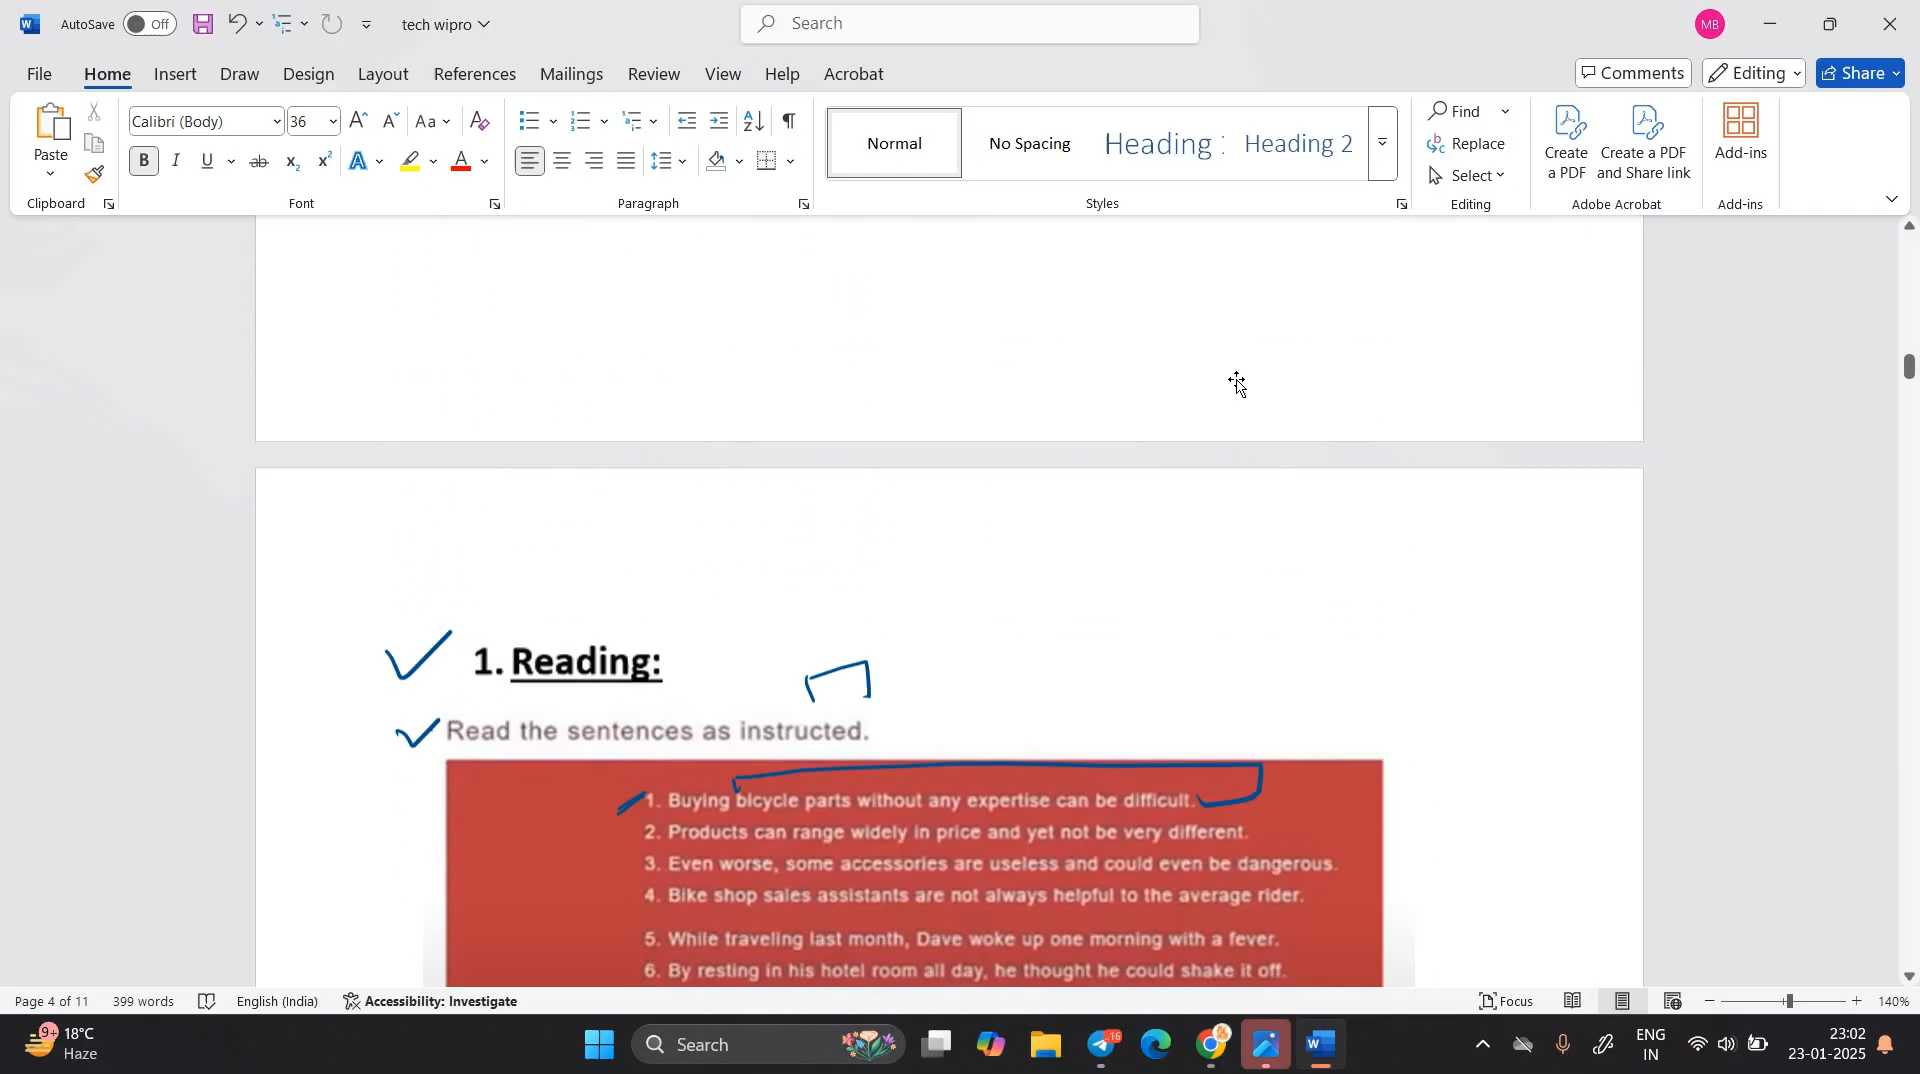 AutoSave Off tech wipro Search MB
File Home Insert Draw Design Layout References Mailings Review View Help Acrobat Comments Editing Share
Paste Calibri (Body) 36 Aa Normal No Spacing Heading 1 Heading 2 Find Replace Select Create a PDF Create a PDF and Share link Add-ins
Clipboard Font Paragraph Styles Editing Adobe Acrobat Add-ins
1. Reading:
Read the sentences as instructed.
1. Buying bicycle parts without any expertise can be difficult.
2. Products can range widely in price and yet not be very different.
3. Even worse, some accessories are useless and could even be dangerous.
4. Bike shop sales assistants are not always helpful to the average rider.
5. While traveling last month, Dave woke up one morning with a fever.
6. By resting in his hotel room all day, he thought he could shake it off.
Page 4 of 11 399 words English (India) Accessibility: Investigate Focus 140%
9+ 18°C Search 16 ENG 23:02
Haze IN 23-01-2025